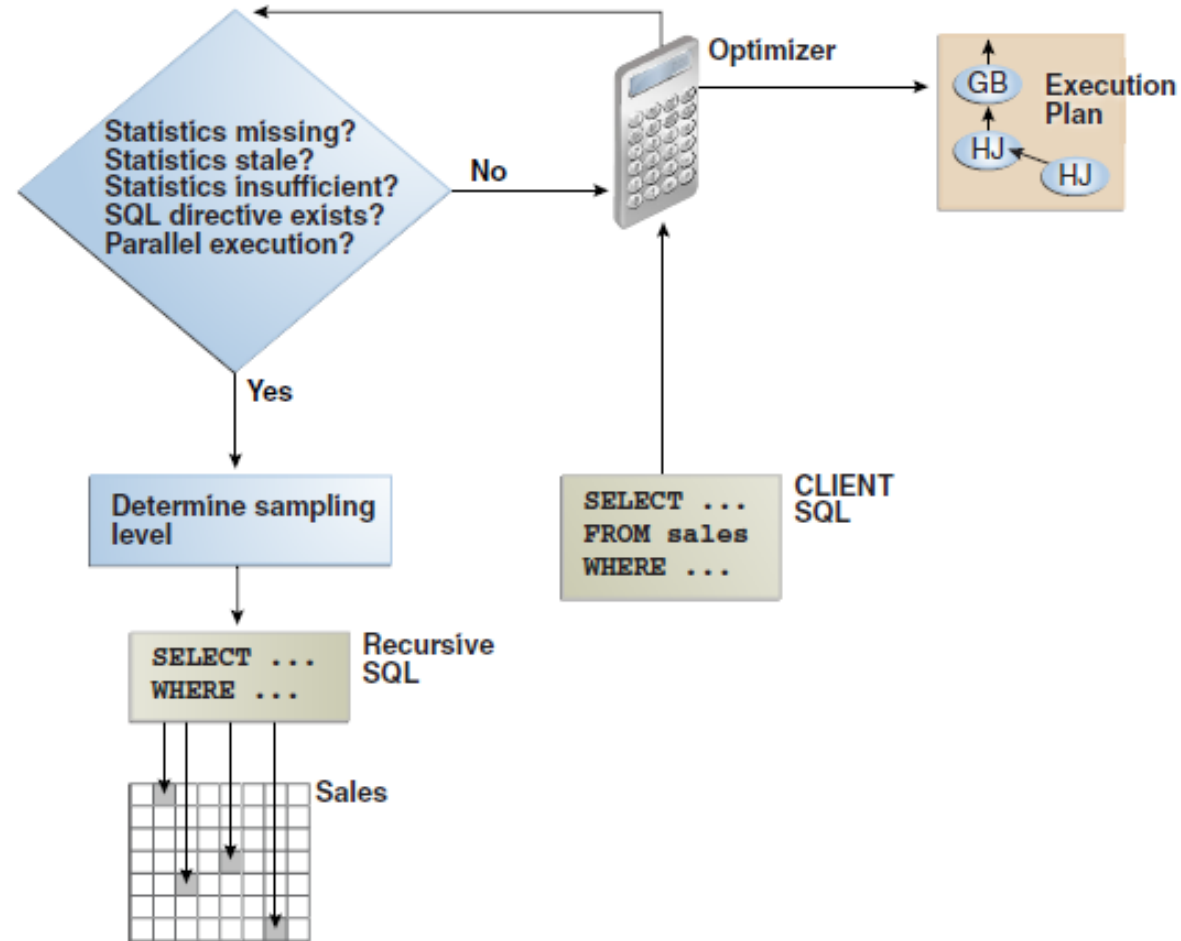 Statistics missing?
Statistics stale?
Statistics insufficient?
SQL directive exists?
Parallel execution?
No
Optimizer
GB
HJ
HJ
Execution
Plan
Yes
Determine sampling
level
SELECT ...
FROM sales
WHERE ...
CLIENT
SQL
SELECT ...
WHERE ...
Recursive
SQL
Sales